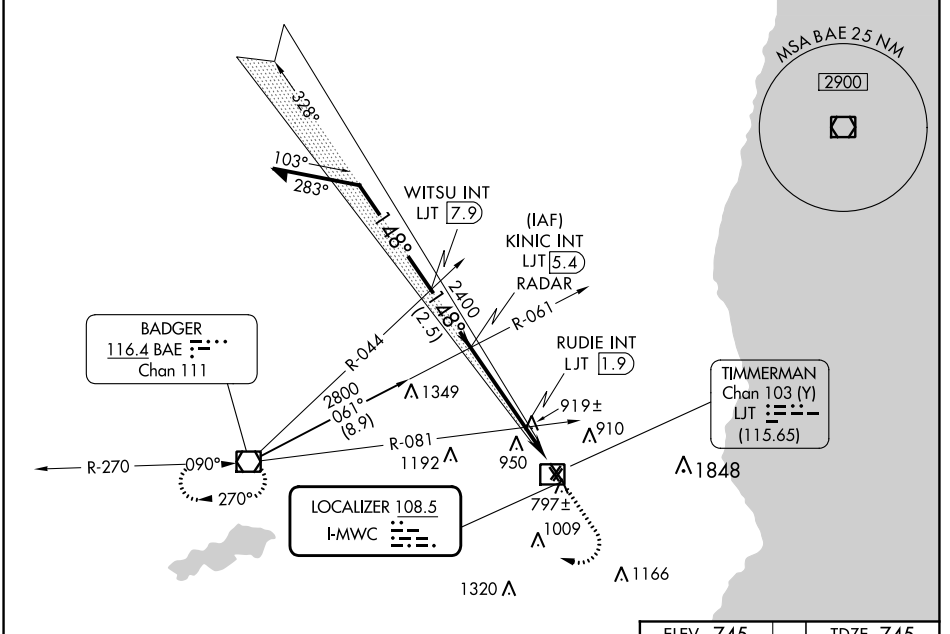 MSA BAE 25 NM
2900
328°
103°
283°
WITSU INT
LJT 7.9
(IAF)
KINIC INT
LJT 5.4
RADAR
148°
148°
2400
(2.5)
R-061
R-044
BADGER
116.4 BAE
Chan 111
RUDIE INT
LJT 1.9
TIMMERMAN
Chan 103 (Y)
LJT
(115.65)
2800
061°
(8.9)
1349
919±
910
R-081
1192
950
R-270
090°
270°
1848
LOCALIZER 108.5
I-MWC
797±
1009
1320
1166
ELEV 745
TDZE 745